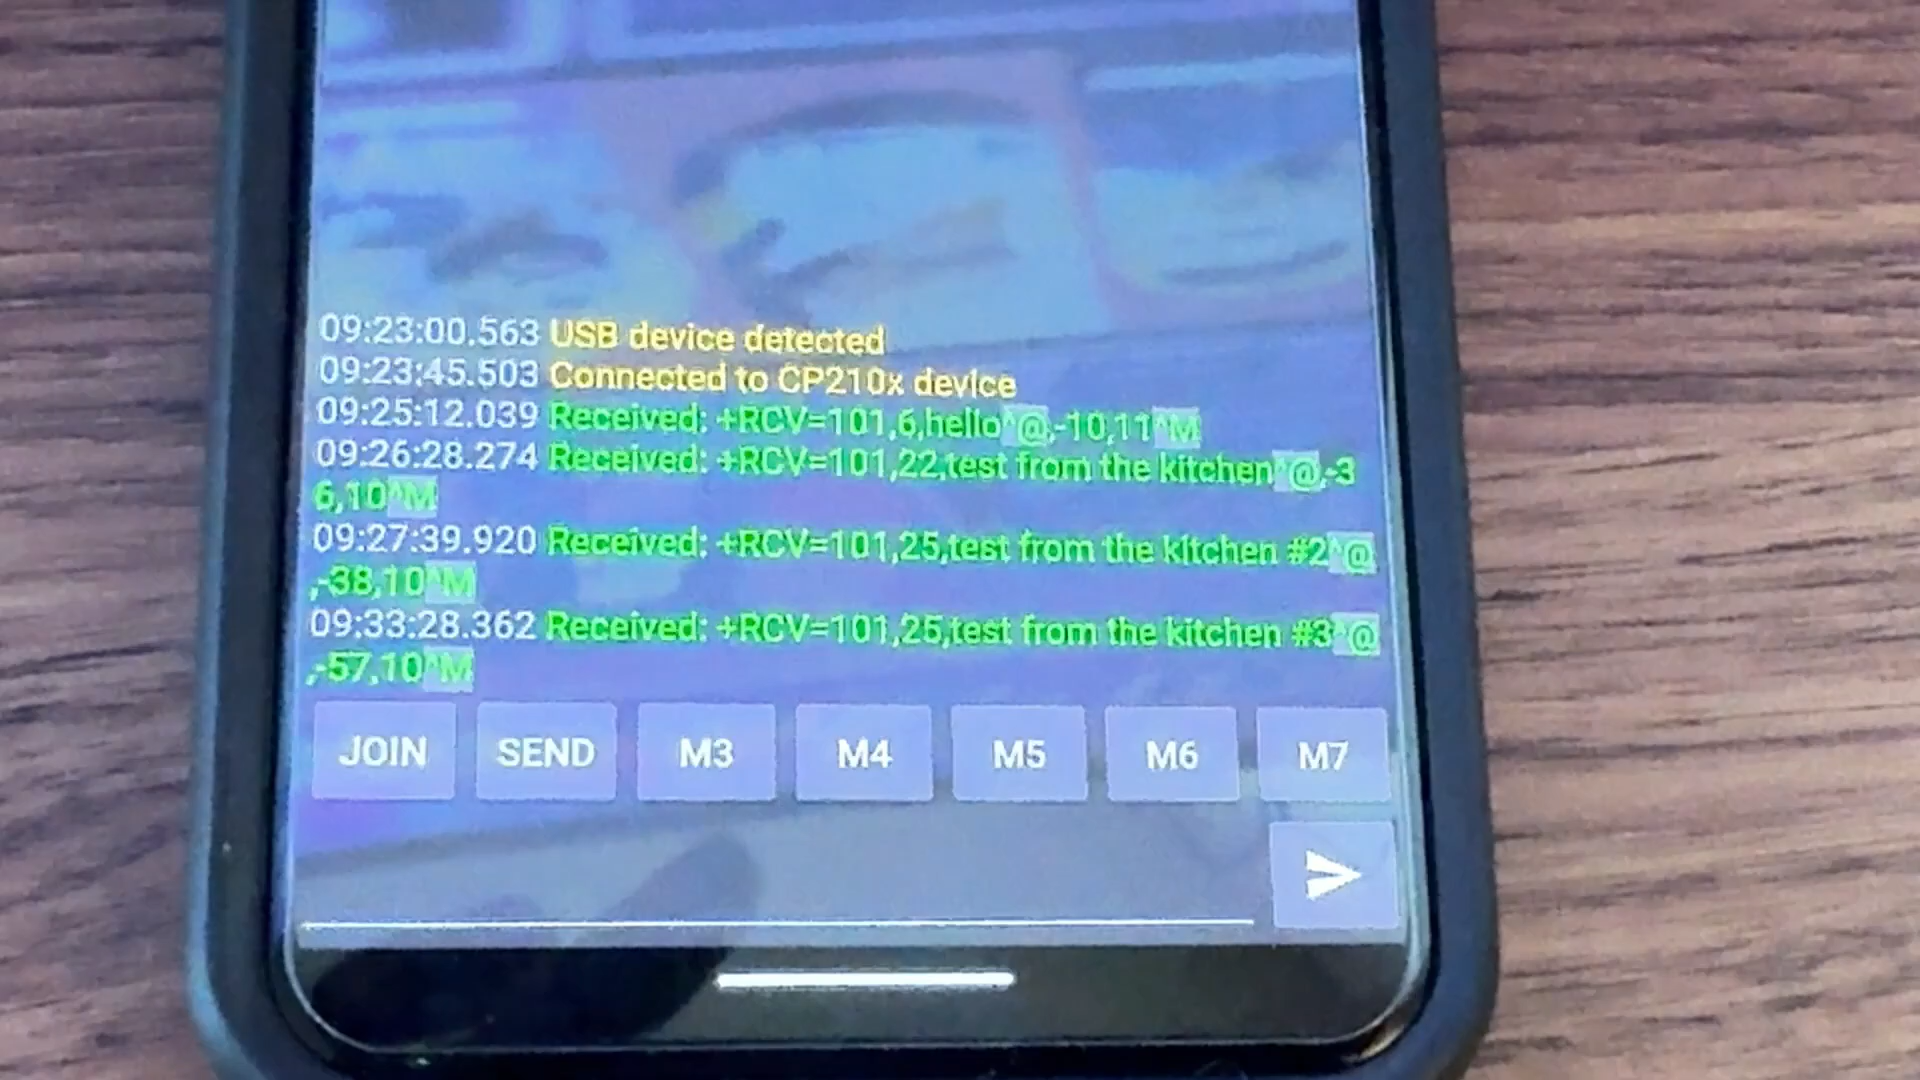 09:23:00.563 USB device detected
09:23:45.503 Connected to CP210x device
09:25:12.039 Received: +RCV=101,6,hello^@,-10,11^M
09:26:28.274 Received: +RCV=101,22,test from the kitchen^@,-3
6,10^M
09:27:39.920 Received: +RCV=101,25,test from the kitchen #2^@
,-38,10^M
09:33:28.362 Received: +RCV=101,25,test from the kitchen #3^@
,-57,10^M
JOIN SEND M3 M4 M5 M6 M7